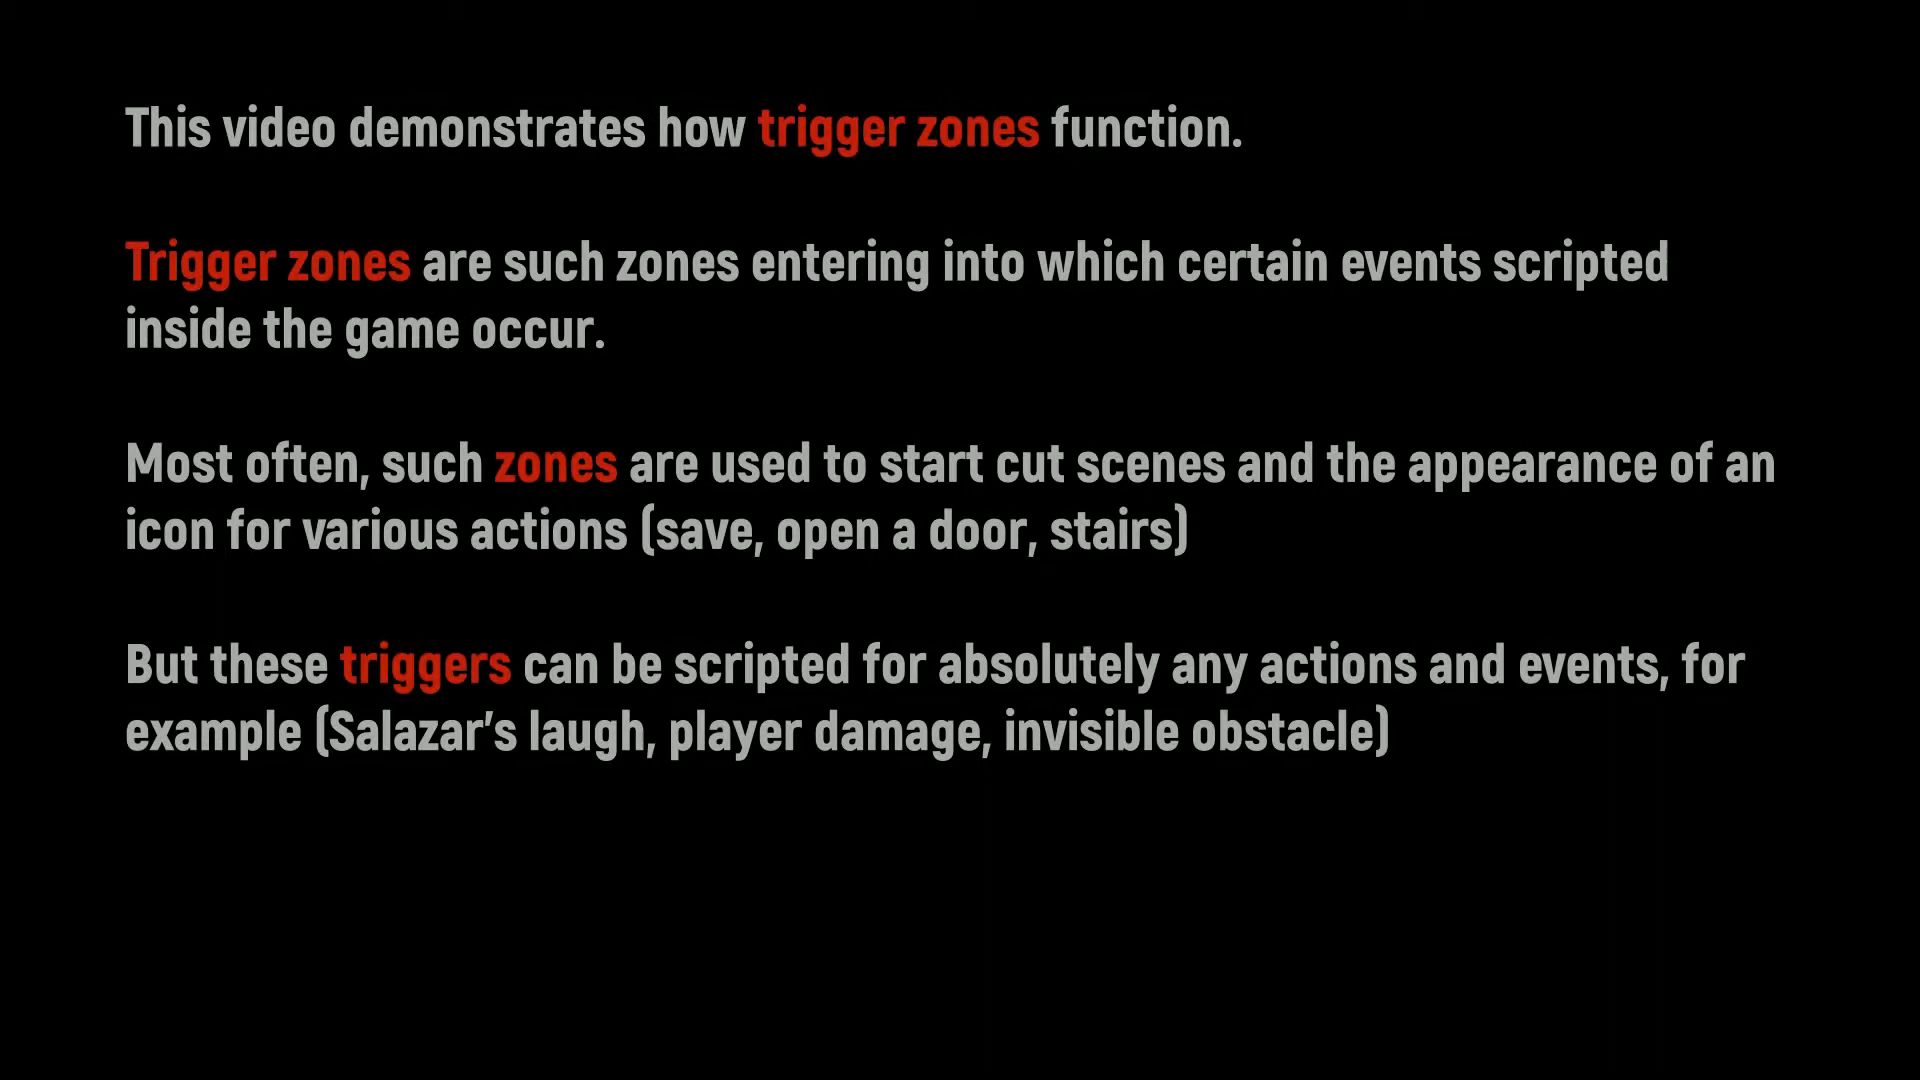 This video demonstrates how trigger zones function.
Trigger zones are such zones entering into which certain events scripted
inside the game occur.
Most often, such zones are used to start cut scenes and the appearance of an
icon for various actions (save, open a door, stairs)
But these triggers can be scripted for absolutely any actions and events, for
example (Salazar's laugh, player damage, invisible obstacle)